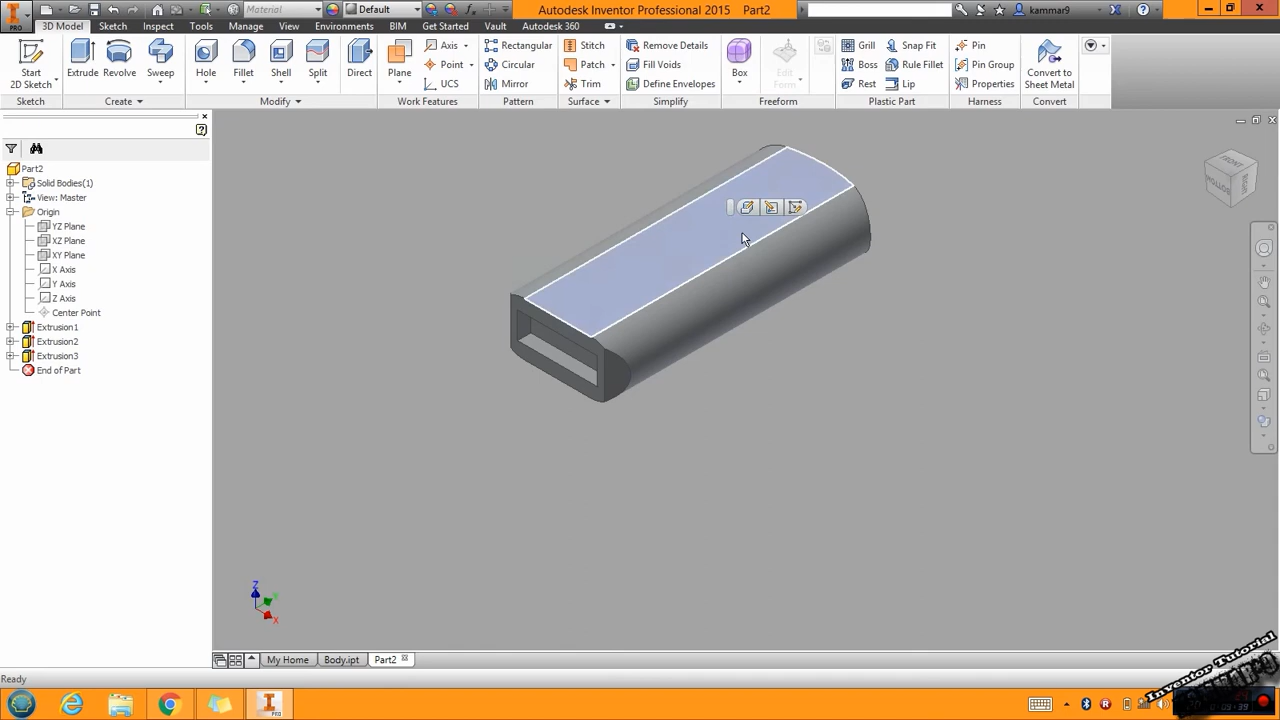 PRO
Material
Default
Autodesk Inventor Professional 2015 Part2
kammar9
3D Model Sketch Inspect Tools Manage View Environments BIM Get Started Vault Autodesk 360
Start
2D Sketch
Extrude Revolve Sweep
Hole Fillet Shell Split Direct
Plane
Axis
Point
UCS
Rectangular
Circular
Mirror
Stitch
Patch
Trim
Remove Details
Fill Voids
Define Envelopes
Box
Edit
Form
Grill Snap Fit
Boss Rule Fillet
Rest Lip
Pin
Pin Group
Properties
Convert to
Sheet Metal
Sketch Create Modify Work Features Pattern Surface Simplify Freeform Plastic Part Harness Convert
Part2
Solid Bodies(1)
View: Master
Origin
YZ Plane
XZ Plane
XY Plane
X Axis
Y Axis
Z Axis
Center Point
Extrusion1
Extrusion2
Extrusion3
End of Part
FRONT
BOTTOM
Z
X
My Home Body.ipt Part2
Ready
Inventor Tutorial
PRO